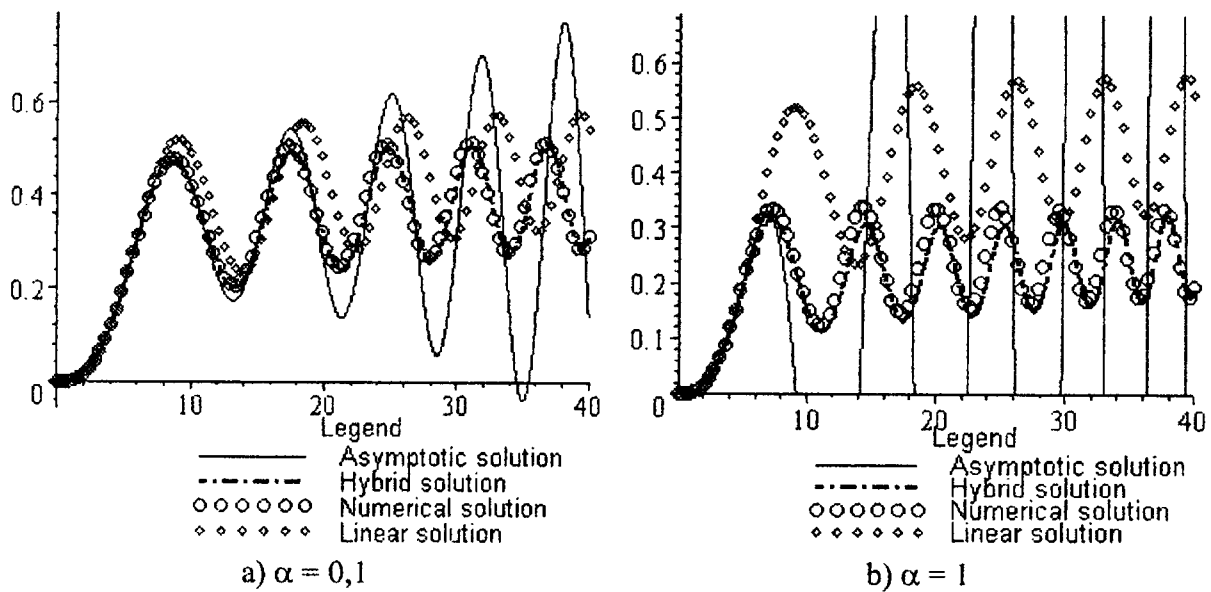 0.6
0.4
0.2
0
10
20
30
40
Legend
Asymptotic solution
Hybrid solution
Numerical solution
Linear solution
a) α = 0,1
0.6
0.5
0.4
0.3
0.2
0.1
0
10
20
30
40
Legend
Asymptotic solution
Hybrid solution
Numerical solution
Linear solution
b) α = 1